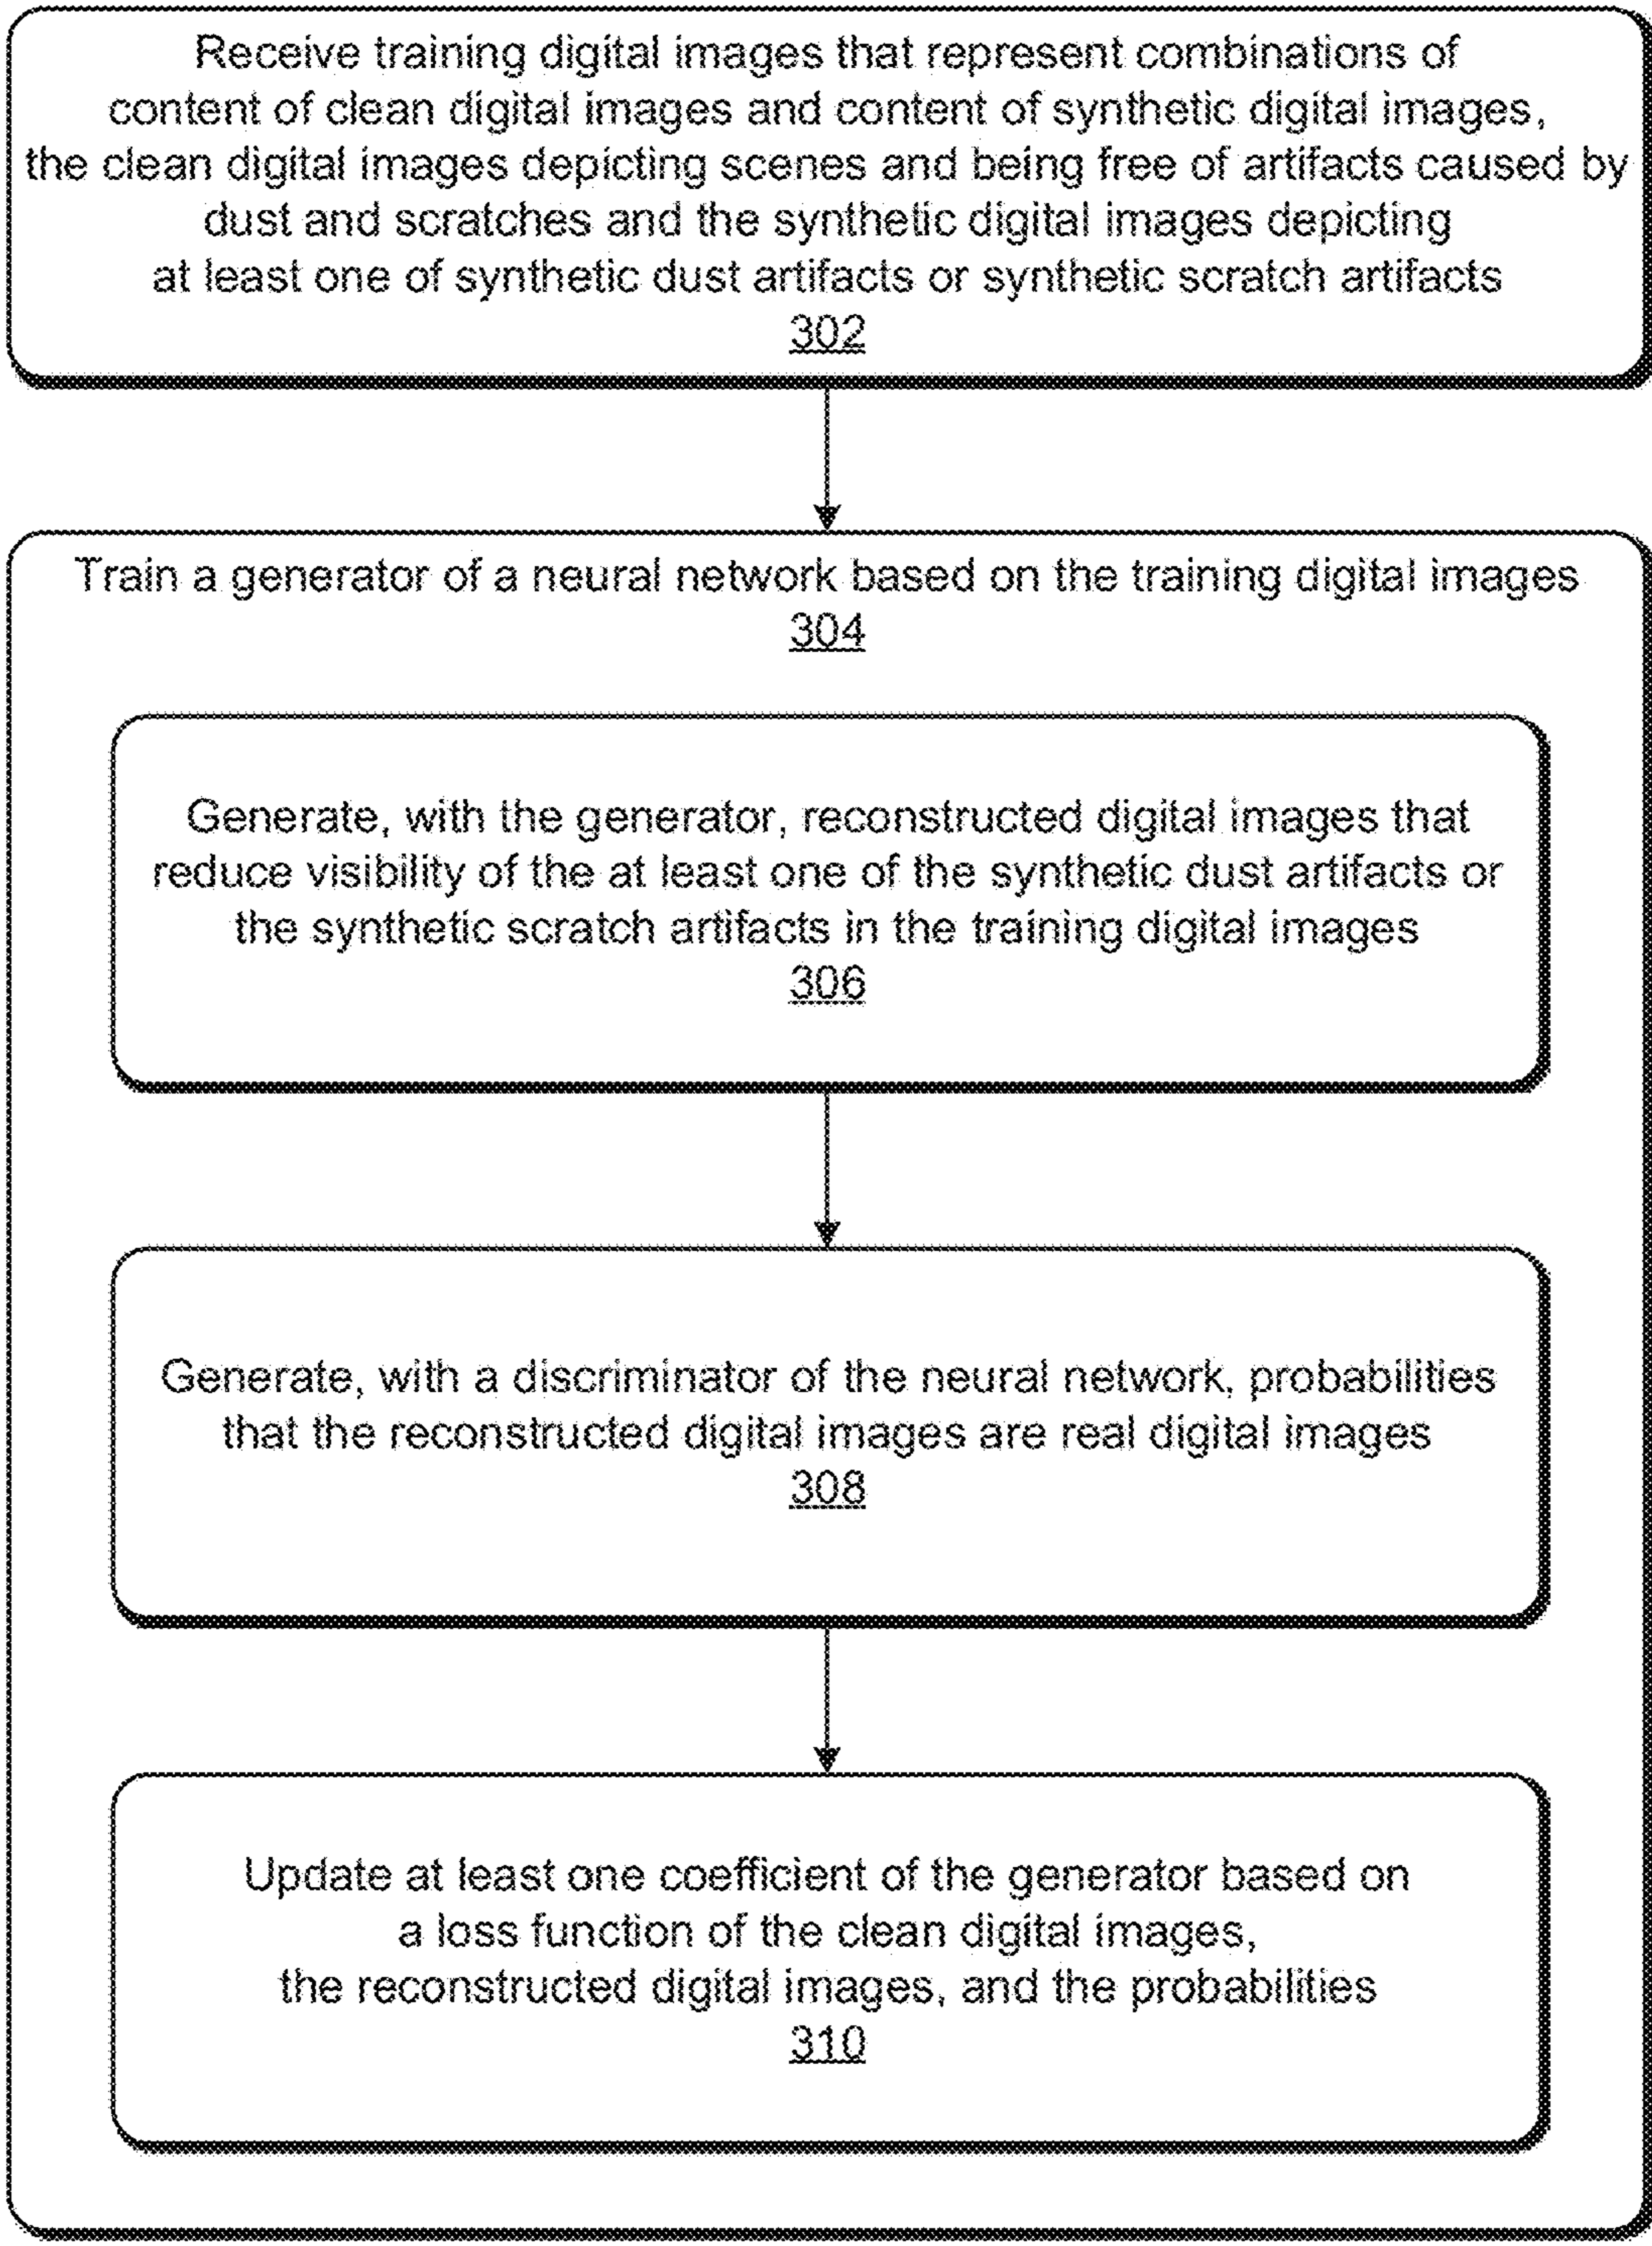 Receive training digital images that represent combinations of
content of clean digital images and content of synthetic digital images,
the clean digital images depicting scenes and being free of artifacts caused by
dust and scratches and the synthetic digital images depicting
at least one of synthetic dust artifacts or synthetic scratch artifacts
302
Train a generator of a neural network based on the training digital images
304
Generate, with the generator, reconstructed digital images that
reduce visibility of the at least one of the synthetic dust artifacts or
the synthetic scratch artifacts in the training digital images
306
Generate, with a discriminator of the neural network, probabilities
that the reconstructed digital images are real digital images
308
Update at least one coefficient of the generator based on
a loss function of the clean digital images,
the reconstructed digital images, and the probabilities
310